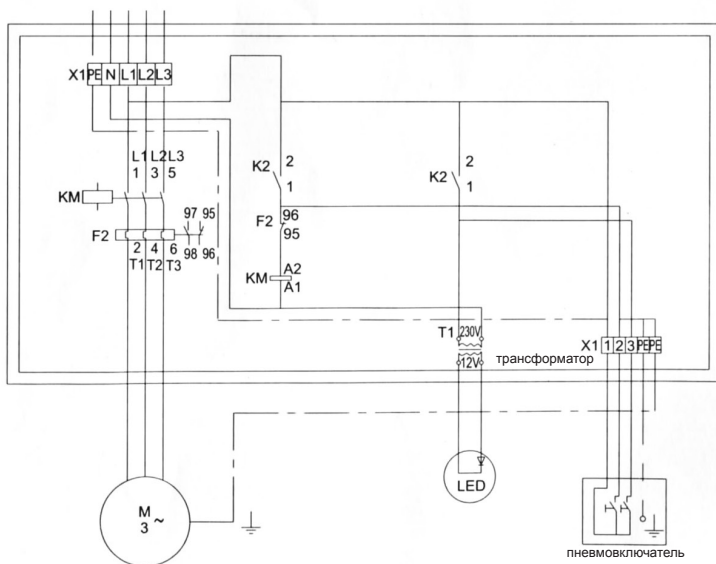 X1 PE N L1 L2 L3
L1 L2 L3
1 3 5
KM
97 95
F2
2 4 6
98 96
T1 T2 T3
K2 2
1
F2 96
95
KM A2
A1
K2 2
1
T1 230V
12V
трансформатор
X1 1 2 3 PE PE
LED
M
3 ~
пневмовключатель